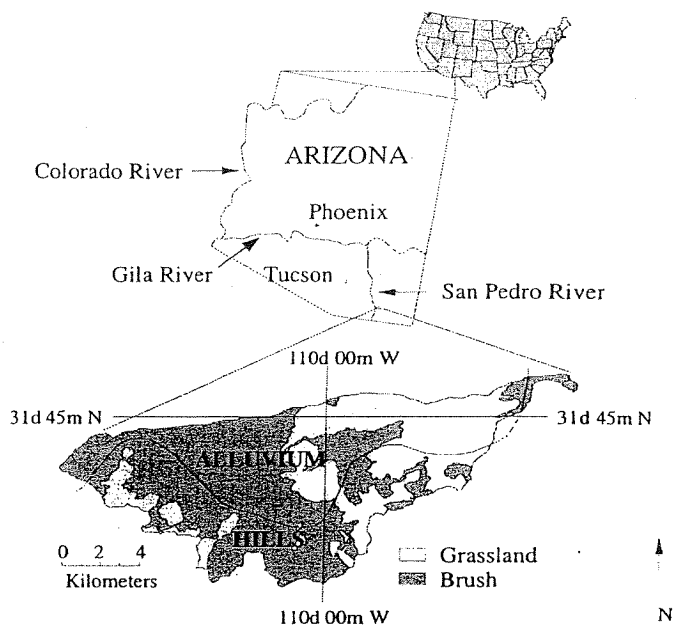 ARIZONA
Colorado River
Phoenix
Gila River
Tucson
San Pedro River
110d 00m W
31d 45m N
31d 45m N
ALLUVIUM
HILLS
0 2 4
Kilometers
Grassland
Brush
110d 00m W
N